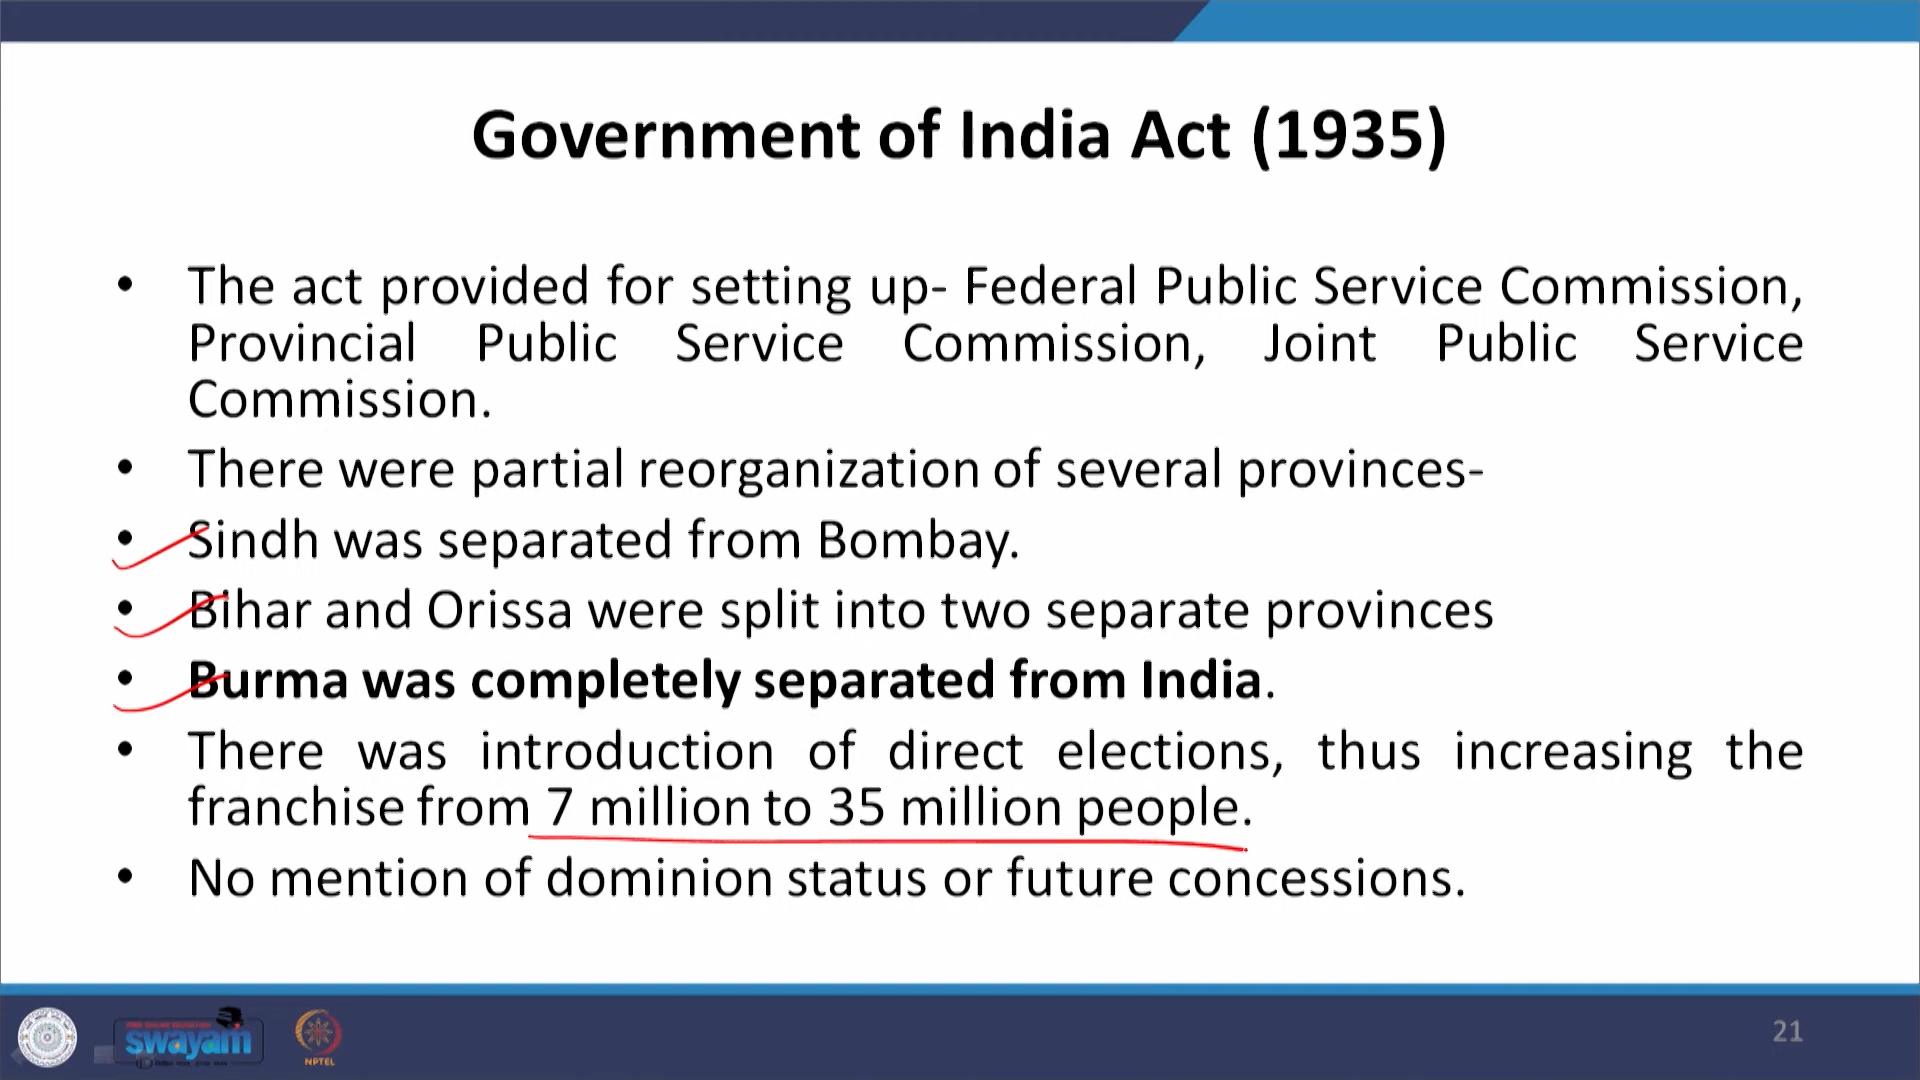 Government of India Act (1935)
• The act provided for setting up- Federal Public Service Commission,
Provincial Public Service Commission, Joint Public Service
Commission.
• There were partial reorganization of several provinces-
• Sindh was separated from Bombay.
• Bihar and Orissa were split into two separate provinces
• Burma was completely separated from India.
• There was introduction of direct elections, thus increasing the
franchise from 7 million to 35 million people.
• No mention of dominion status or future concessions.
swayam
NPTEL
21